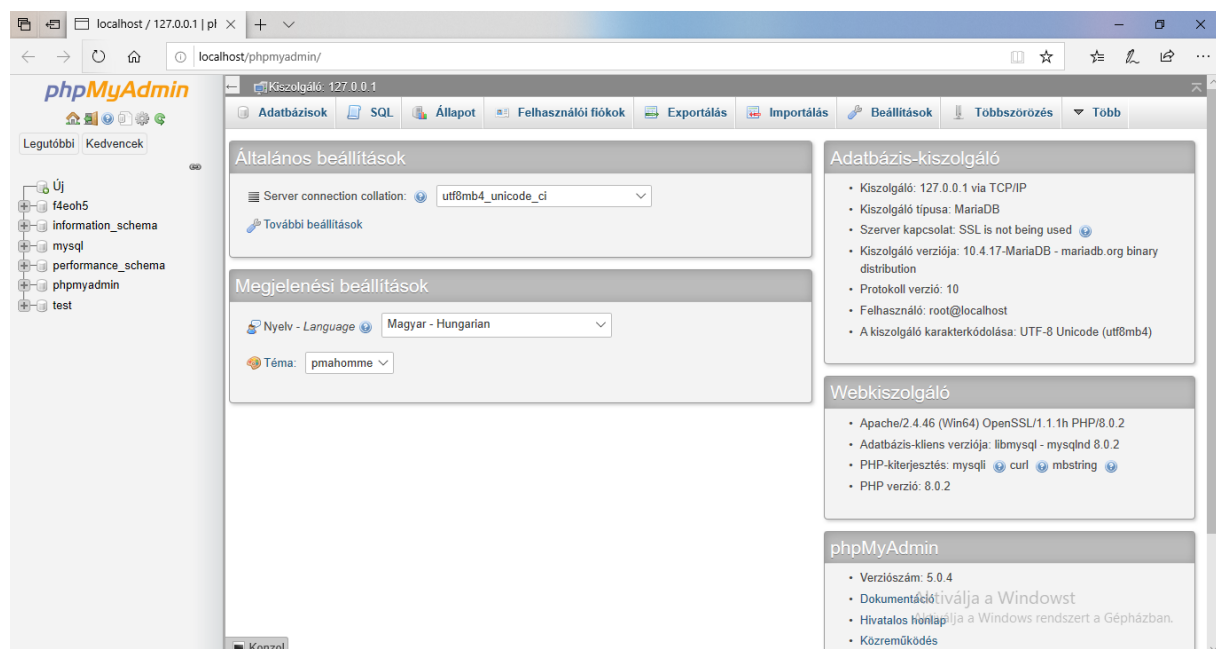 localhost / 127.0.0.1 | pl
localhost/phpmyadmin/
phpMyAdmin
Legutóbbi Kedvencek
Új
f4eoh5
information_schema
mysql
performance_schema
phpmyadmin
test
Kiszolgáló: 127.0.0.1
Adatbázisok SQL Állapot Felhasználói fiókok Exportálás Importálás Beállítások Többszörözés Több
Általános beállítások
Server connection collation: utf8mb4_unicode_ci
További beállítások
Megjelenési beállítások
Nyelv - Language Magyar - Hungarian
Téma: pmahomme
Adatbázis-kiszolgáló
• Kiszolgáló: 127.0.0.1 via TCP/IP
• Kiszolgáló típusa: MariaDB
• Szerver kapcsolat: SSL is not being used
• Kiszolgáló verziója: 10.4.17-MariaDB - mariadb.org binary
distribution
• Protokoll verzió: 10
• Felhasználó: root@localhost
• A kiszolgáló karakterkódolása: UTF-8 Unicode (utf8mb4)
Webkiszolgáló
• Apache/2.4.46 (Win64) OpenSSL/1.1.1h PHP/8.0.2
• Adatbázis-kliens verziója: libmysql - mysqlnd 8.0.2
• PHP-kiterjesztés: mysqli curl mbstring
• PHP verzió: 8.0.2
phpMyAdmin
• Verziószám: 5.0.4
• Dokumentáció
• Hivatalos honlap
• Közreműködés
Aktiválja a Windowst
Aktiválja a Windows rendszert a Gépházban.
Konzol